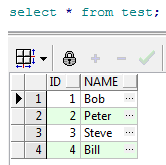 select * from test;
ID NAME
1 1 Bob ...
2 2 Peter ...
3 3 Steve ...
4 4 Bill ...